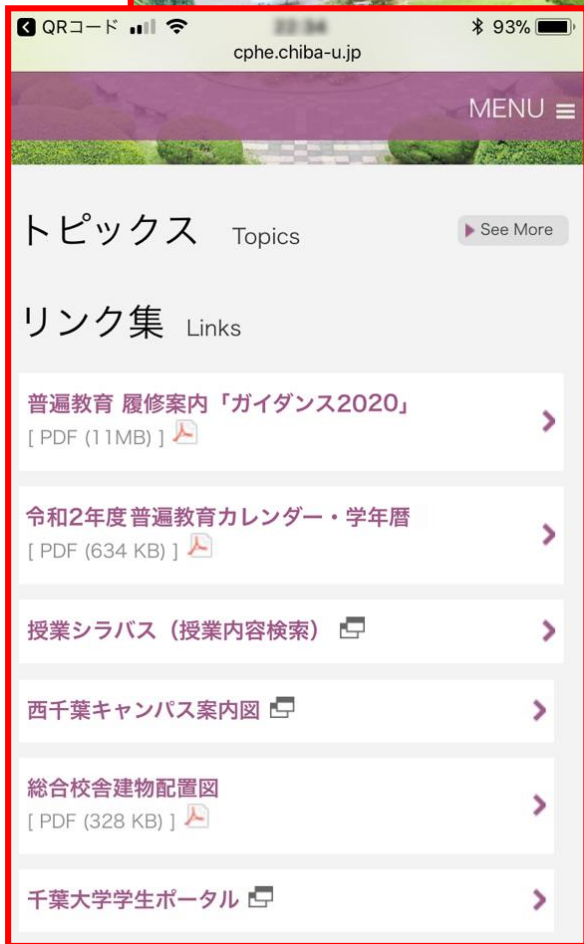 QRコード
93%
cphe.chiba-u.jp
MENU
トピックス Topics
See More
リンク集 Links
普遍教育 履修案内「ガイダンス2020」
[ PDF (11MB) ]
令和2年度普遍教育カレンダー・学年暦
[ PDF (634 KB) ]
授業シラバス（授業内容検索）
西千葉キャンパス案内図
総合校舎建物配置図
[ PDF (328 KB) ]
千葉大学学生ポータル